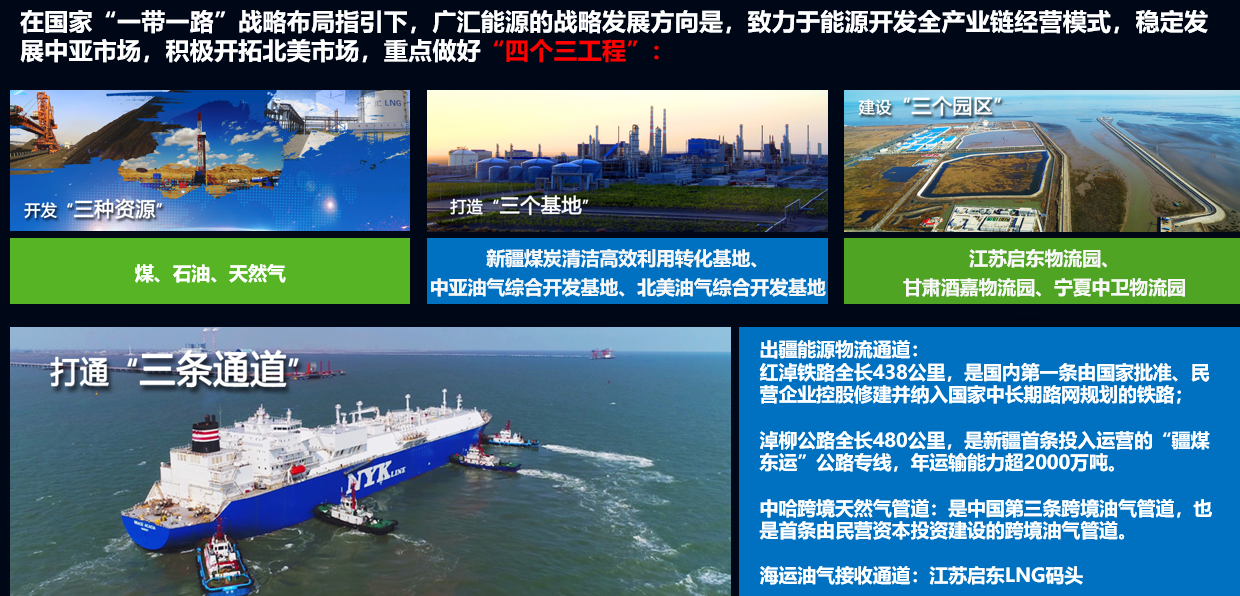 在国家“一带一路”战略布局指引下，广汇能源的战略发展方向是，致力于能源开发全产业链经营模式，稳定发
展中亚市场，积极开拓北美市场，重点做好“四个三工程”：
LNG
开发“三种资源”
打造“三个基地”
建设“三个园区”
煤、石油、天然气
新疆煤炭清洁高效利用转化基地、
中亚油气综合开发基地、北美油气综合开发基地
江苏启东物流园、
甘肃酒嘉物流园、宁夏中卫物流园
打通“三条通道”
NYK LINE
出疆能源物流通道：
红淖铁路全长438公里，是国内第一条由国家批准、民
营企业控股修建并纳入国家中长期路网规划的铁路；
淖柳公路全长480公里，是新疆首条投入运营的“疆煤
东运”公路专线，年运输能力超2000万吨。
中哈跨境天然气管道：是中国第三条跨境油气管道，也
是首条由民营资本投资建设的跨境油气管道。
海运油气接收通道：江苏启东LNG码头